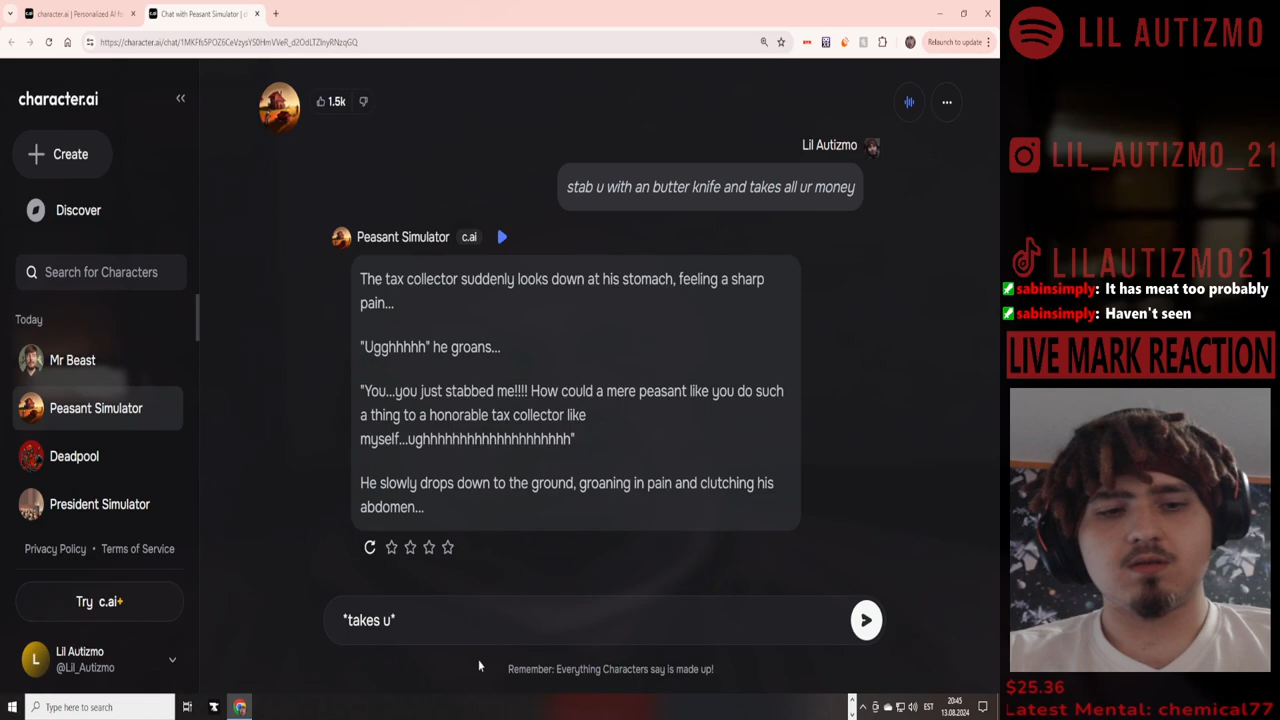 character.ai | Personalized AI fo
Chat with Peasant Simulator | c
https://character.ai/chat/
Relaunch to update
character.ai
1.5k
Create
Discover
Search for Characters
Today
Mr Beast
Peasant Simulator
Deadpool
President Simulator
Privacy Policy • Terms of Service
Try c.ai+
L
Lil Autizmo
@Lil_Autizmo
Lil Autizmo
stab u with an butter knife and takes all ur money
Peasant Simulator c.ai
The tax collector suddenly looks down at his stomach, feeling a sharp
pain...
"Ugghhhhh" he groans...
"You...you just stabbed me!!!! How could a mere peasant like you do such
a thing to a honorable tax collector like
myself...ughhhhhhhhhhhhhhhhhhhh"
He slowly drops down to the ground, groaning in pain and clutching his
abdomen...
*takes u*
Remember: Everything Characters say is made up!
Type here to search
EST
20:45
13.08.2024
LIL AUTIZMO
LIL_AUTIZMO_21
LILAUTIZMO21
sabinsimply: It has meat too probably
sabinsimply: Haven't seen
LIVE MARK REACTION
$25.36
Latest Mental: chemical77